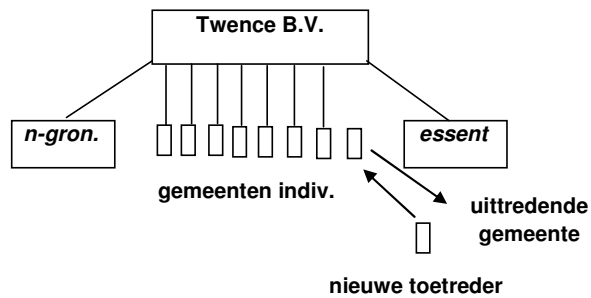 Twence B.V.
n-gron.
essent
gemeenten indiv.
uittredende
gemeente
nieuwe toetreder